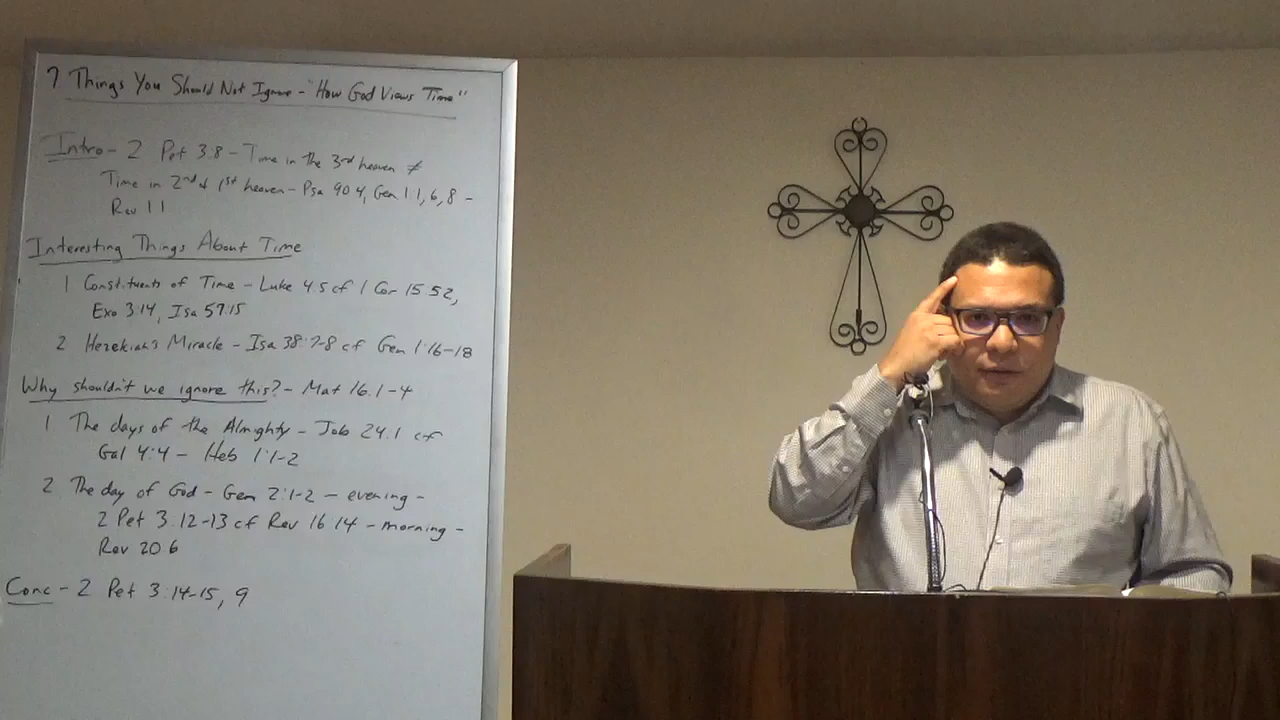 7 Things You Should Not Ignore - "How God Views Time"
Intro - 2 Pet 3:8 - Time in the 3rd heaven ≠
Time in 2nd & 1st heaven - Psa 90 4, Gen 1 1, 6, 8 -
Rev 1 1
Interesting Things About Time
1 Constituents of Time - Luke 4.5 cf 1 Cor 15:52,
Exo 3:14, Isa 57:15
2 Hezekiah's Miracle - Isa 38:7-8 cf Gen 1:16-18
Why shouldn't we ignore this? - Mat 16.1-4
1 The days of the Almighty - Job 24.1 cf
Gal 4:4 - Heb 1:1-2
2 The day of God - Gen 2:1-2 - evening -
2 Pet 3.12-13 cf Rev 16 14 - morning -
Rev 20 6
Conc - 2 Pet 3:14-15, 9